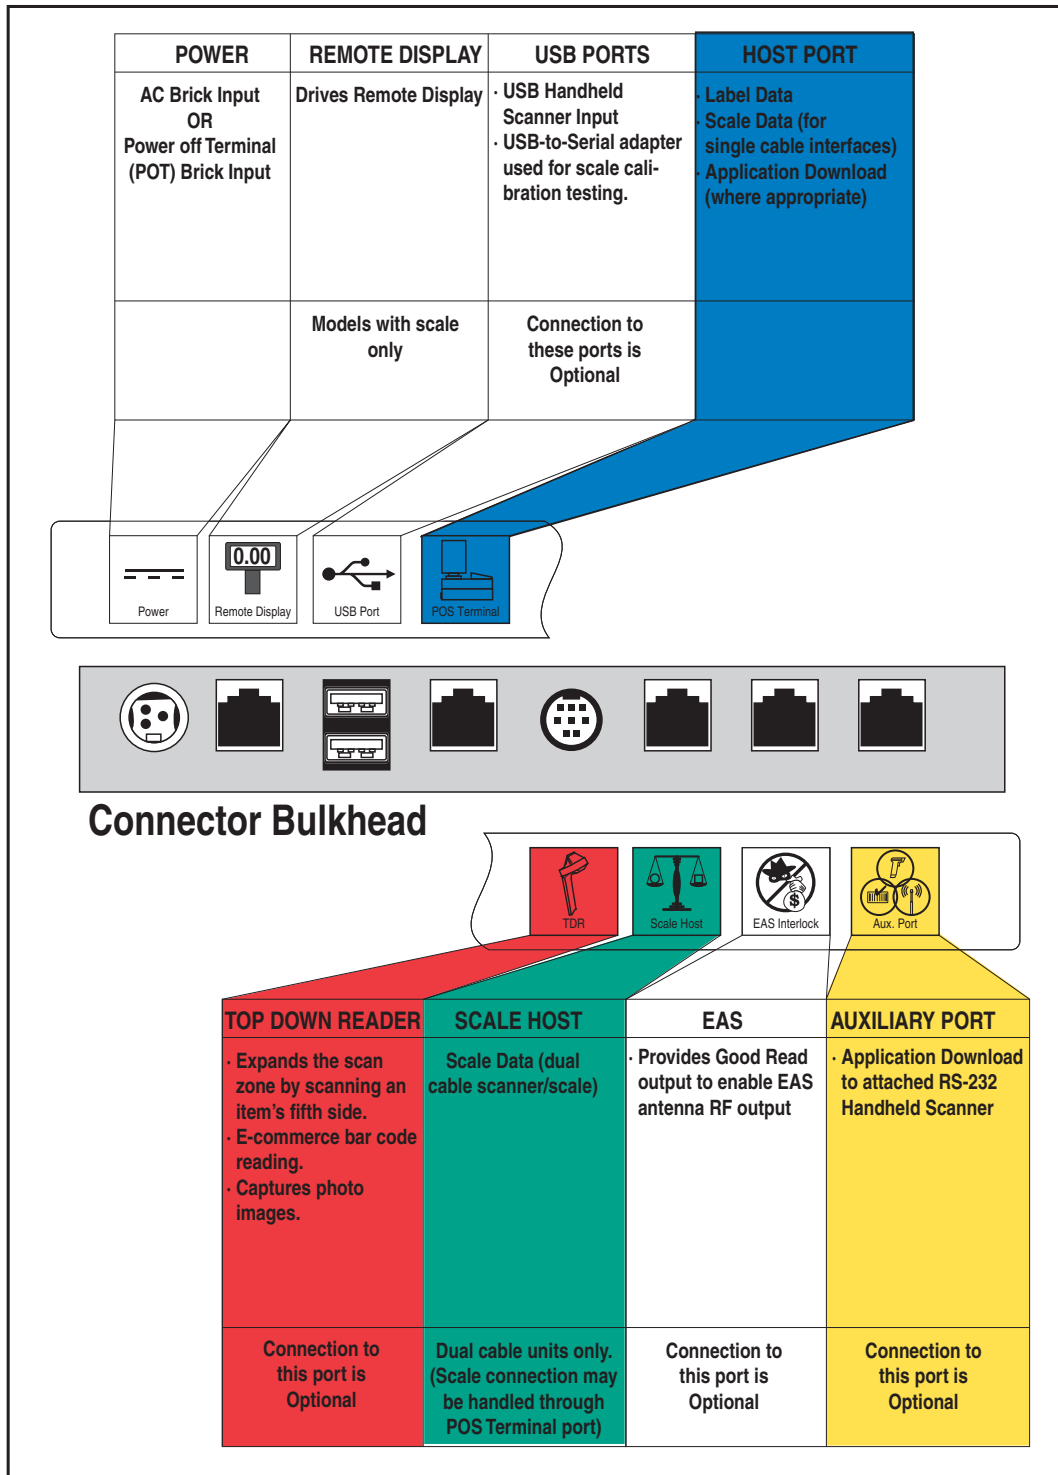 POWER
AC Brick Input
OR
Power off Terminal
(POT) Brick Input
REMOTE DISPLAY
Drives Remote Display
Models with scale
only
USB PORTS
· USB Handheld
Scanner Input
· USB-to-Serial adapter
used for scale cali-
bration testing.
Connection to
these ports is
Optional
HOST PORT
· Label Data
· Scale Data (for
single cable interfaces)
· Application Download
(where appropriate)
Power
0.00
Remote Display
USB Port
POS Terminal
Connector Bulkhead
TDR
Scale Host
$
EAS Interlock
Aux. Port
TOP DOWN READER
· Expands the scan
zone by scanning an
item's fifth side.
· E-commerce bar code
reading.
· Captures photo
images.
Connection to
this port is
Optional
SCALE HOST
Scale Data (dual
cable scanner/scale)
Dual cable units only.
(Scale connection may
be handled through
POS Terminal port)
EAS
· Provides Good Read
output to enable EAS
antenna RF output
Connection to
this port is
Optional
AUXILIARY PORT
· Application Download
to attached RS-232
Handheld Scanner
Connection to
this port is
Optional